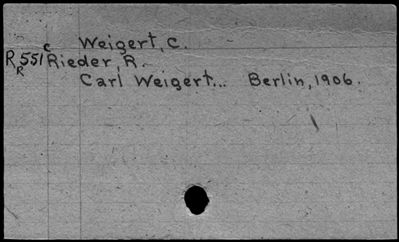 Weigert, C.
R551 c Rieder, R.
R
Carl Weigert... Berlin, 1906.